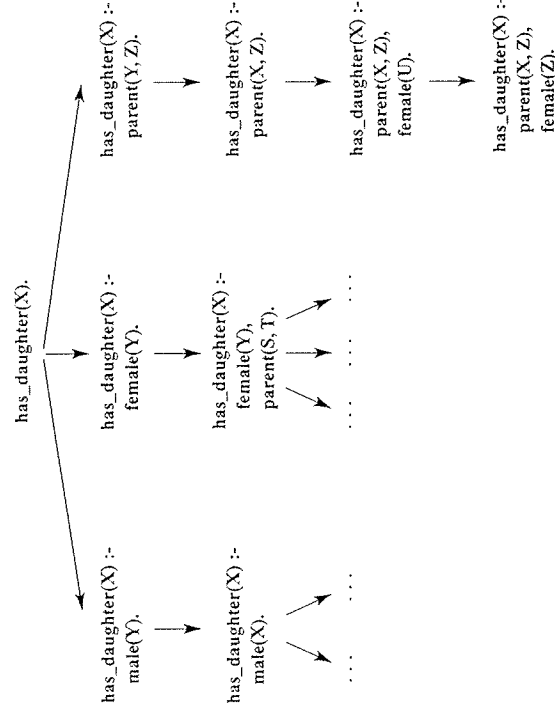 has_daughter(X).
has_daughter(X) :-
male(Y).
has_daughter(X) :-
female(Y).
has_daughter(X) :-
parent(Y, Z).
has_daughter(X) :-
male(X).
has_daughter(X) :-
female(Y),
parent(S, T).
has_daughter(X) :-
parent(X, Z).
. . .
. . .
. . .
. . .
. . .
has_daughter(X) :-
parent(X, Z),
female(U).
has_daughter(X) :-
parent(X, Z),
female(Z).